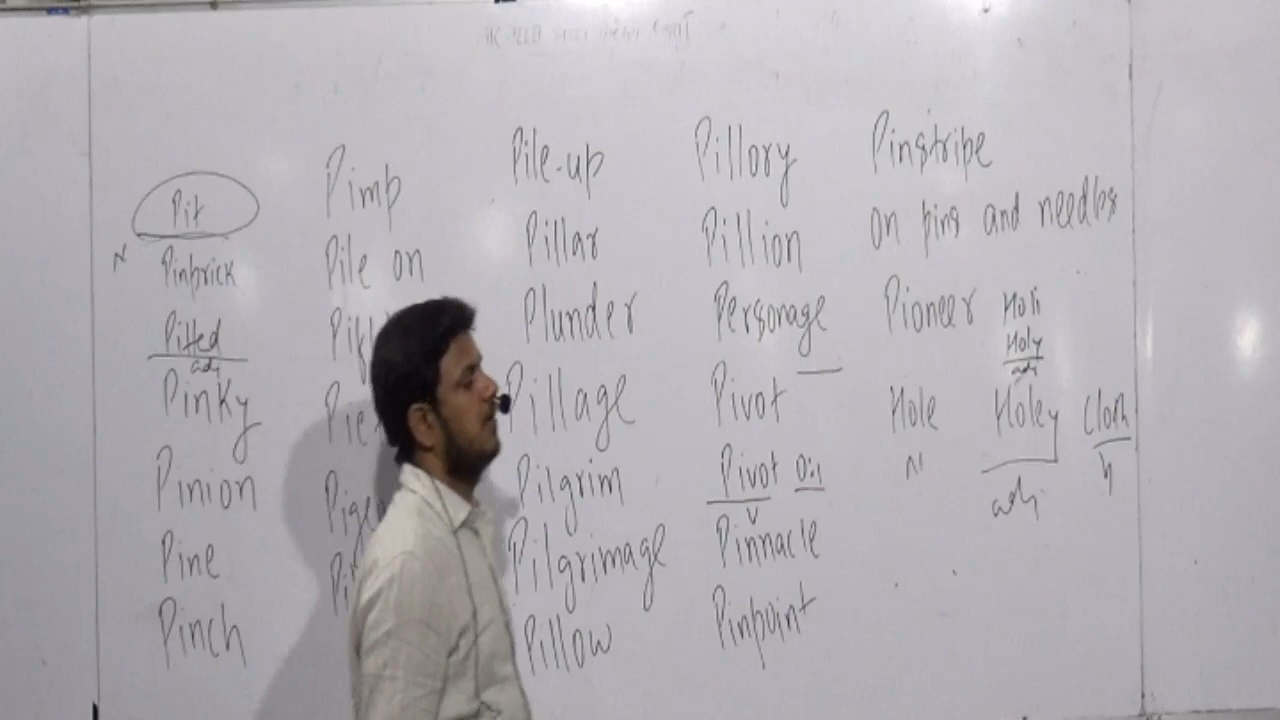 Pit
N
Pinprick
Pitted
adj
Pinky
Pinion
Pine
Pinch
Pimp
Pile on
Pile-up
Pillar
Plunder
Pillage
Pilgrim
Pilgrimage
Pillow
Pillory
Pillion
Personage
Pivot
Pivot on
V
Pinnacle
Pinpoint
Pinstripe
on pins and needles
Pioneer
Holi
Holy
adj
Hole
N
Holey
adj
Cloth